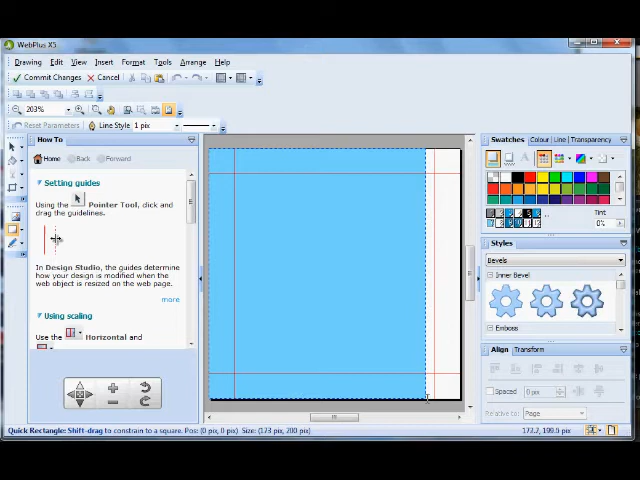 WebPlus X5
Drawing Edit View Insert Format Tools Arrange Help
Commit Changes Cancel
203%
Reset Parameters Line Style 1 pix
How To
Home Back Forward
Setting guides
Using the Pointer Tool, click and
drag the guidelines.
In Design Studio, the guides determine
how your design is modified when the
web object is resized on the web page.
more
Using scaling
Use the Horizontal and
Swatches Colour Line Transparency
Tint
0%
Styles
Bevels
Inner Bevel
Emboss
Align Transform
Spaced 0 pix
Relative to: Page
Quick Rectangle: Shift-drag to constrain to a square. Pos: (0 pix, 0 pix) Size: (173 pix, 200 pix)
173.2, 199.5 pix